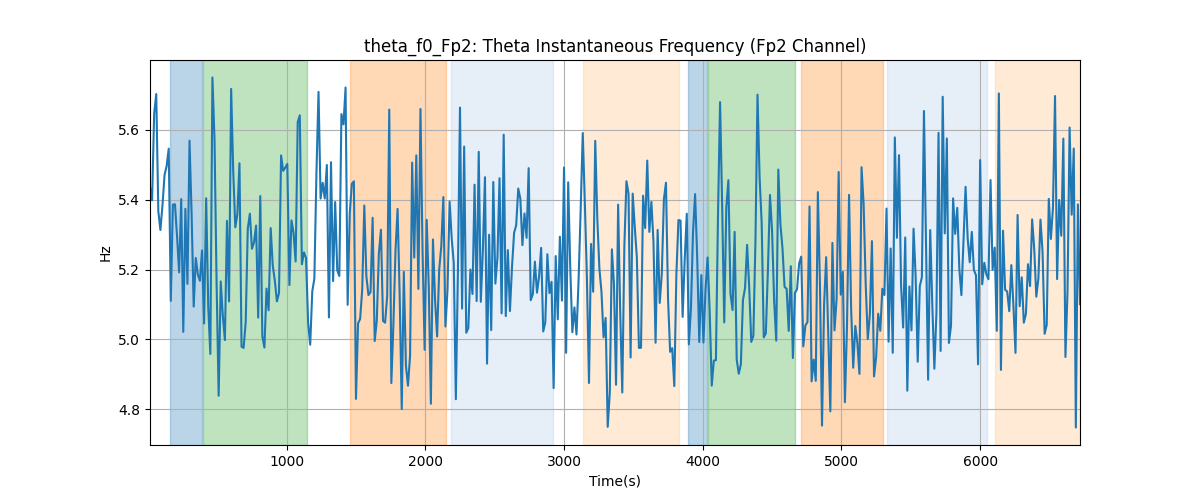 theta_f0_Fp2: Theta Instantaneous Frequency (Fp2 Channel)
Hz
5.6
5.4
5.2
5.0
4.8
1000 2000 3000 4000 5000 6000
Time(s)